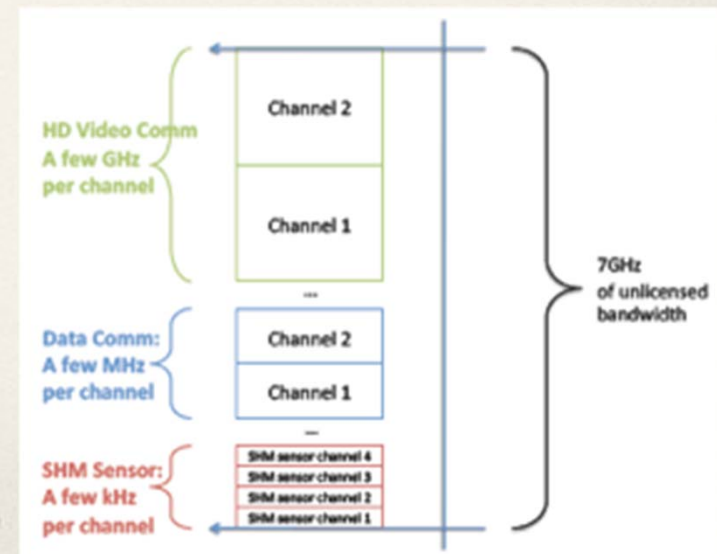 Channel 2
HD Video Comm
A few GHz
per channel
Channel 1
7GHz
of unlicensed
bandwidth
...
Data Comm:
A few MHz
per channel
Channel 2
Channel 1
...
SHM Sensor:
A few kHz
per channel
SHM sensor channel 4
SHM sensor channel 3
SHM sensor channel 2
SHM sensor channel 1